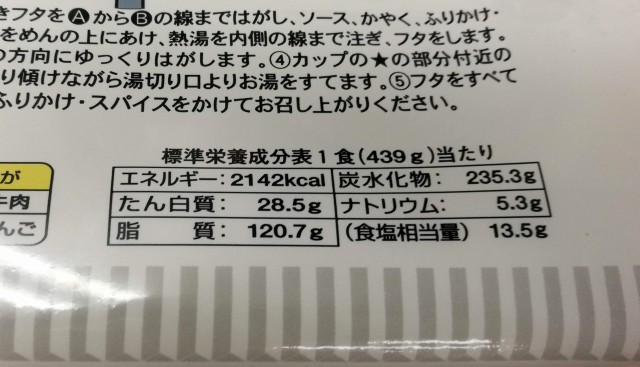 きフタをAからBの線まではがし、ソース、かやく、ふりかけ・
をめんの上にあけ、熱湯を内側の線まで注ぎ、フタをします。
の方向にゆっくりはがします。④カップの★の部分付近の
り傾けながら湯切り口よりお湯をすてます。⑤フタをすべて
ふりかけ・スパイスをかけてお召し上がりください。
標準栄養成分表1食(439g)当たり
エネルギー:2142kcal 炭水化物: 235.3g
たん白質: 28.5g ナトリウム: 5.3g
脂 質: 120.7g (食塩相当量) 13.5g
が
牛肉
んご